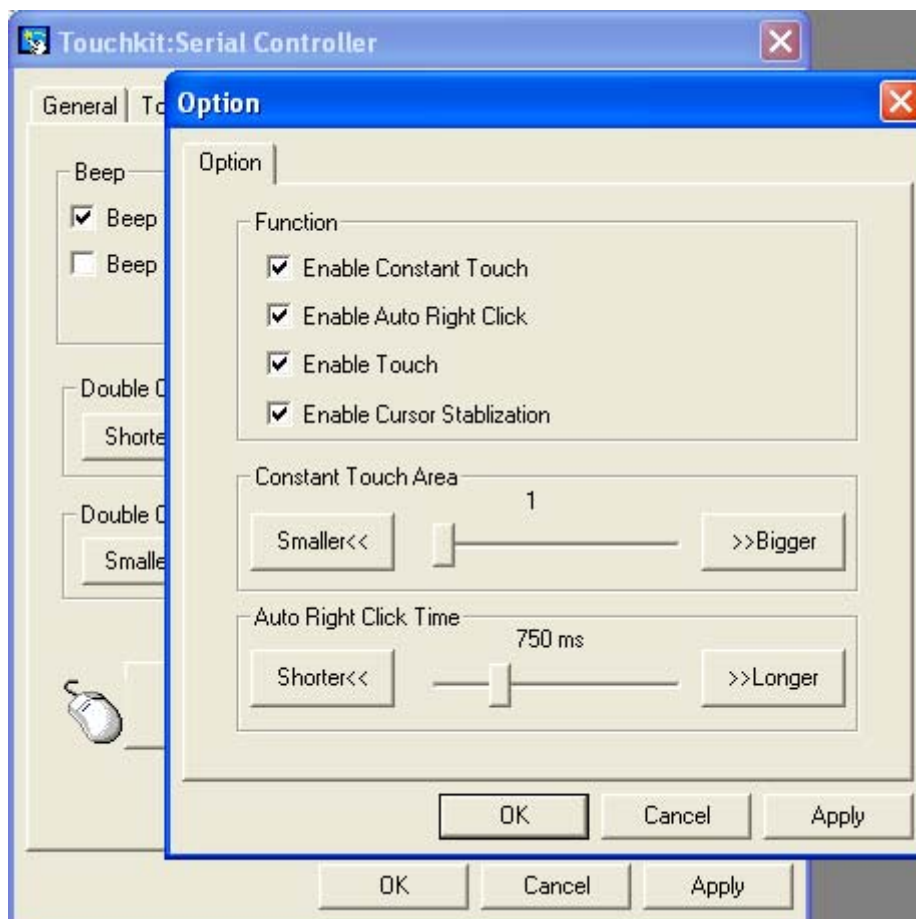 Touchkit:Serial Controller
General
Option
Option
Beep
Beep
Beep
Function
Enable Constant Touch
Enable Auto Right Click
Enable Touch
Enable Cursor Stablization
Double
Constant Touch Area
1
Smaller<<
>>Bigger
Double
Auto Right Click Time
750 ms
Shorter<<
>>Longer
OK
Cancel
Apply
OK
Cancel
Apply